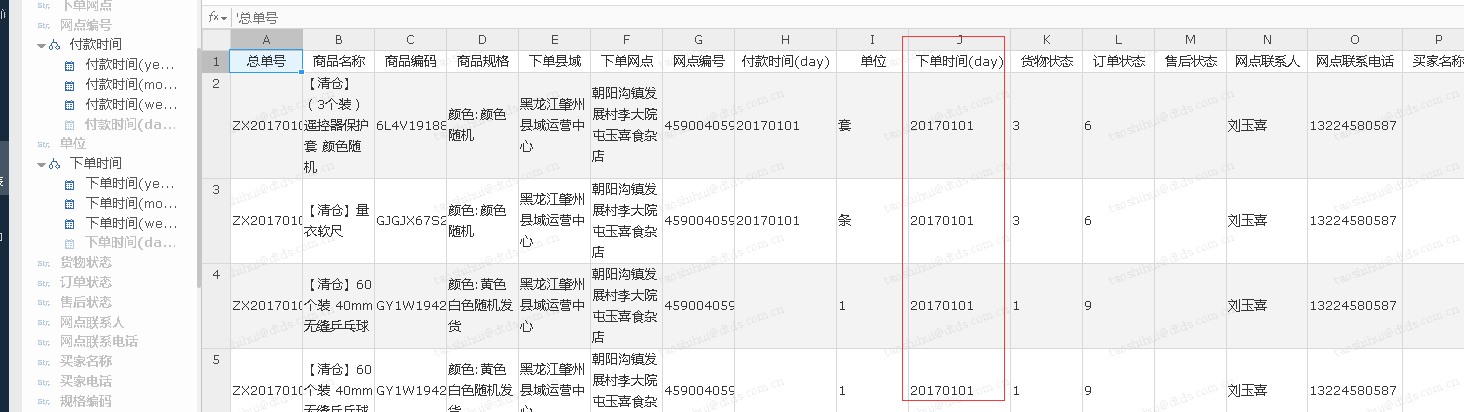 下单网点
Str. 网点编号
付款时间
付款时间(ye...
付款时间(mo...
付款时间(we...
付款时间(da...
Str. 单位
下单时间
下单时间(ye...
下单时间(mo...
下单时间(we...
下单时间(da...
Str. 货物状态
Str. 订单状态
Str. 售后状态
Str. 网点联系人
Str. 网点联系电话
Str. 买家名称
Str. 买家电话
Str. 规格编码
fx '总单号
A B C D E F G H I J K L M N O P
1 总单号 商品名称 商品编码 商品规格 下单县域 下单网点 网点编号 付款时间(day) 单位 下单时间(day) 货物状态 订单状态 售后状态 网点联系人 网点联系电话 买家名称
2
ZX2017010
【清仓】
（3个装）
遥控器保护
套 颜色随
机
6L4V19188
颜色:颜色
随机
黑龙江肇州
县域运营中
心
朝阳沟镇发
展村李大院
屯玉喜食杂
店
459004059 20170101 套 20170101 3 6 刘玉喜 13224580587
3
ZX2017010
【清仓】量
衣软尺
GJGJX67S2
颜色:颜色
随机
黑龙江肇州
县域运营中
心
朝阳沟镇发
展村李大院
屯玉喜食杂
店
459004059 20170101 条 20170101 3 6 刘玉喜 13224580587
4
ZX2017010
【清仓】60
个装 40mm
无缝乒乓球
GY1W1942
颜色:黄色
白色随机发
货
黑龙江肇州
县域运营中
心
朝阳沟镇发
展村李大院
屯玉喜食杂
店
459004059 1 20170101 1 9 刘玉喜 13224580587
5
ZX2017010
【清仓】60
个装 40mm
无缝乒乓球
GY1W1942
颜色:黄色
白色随机发
货
黑龙江肇州
县域运营中
心
朝阳沟镇发
展村李大院
屯玉喜食杂
459004059 1 20170101 1 9 刘玉喜 13224580587